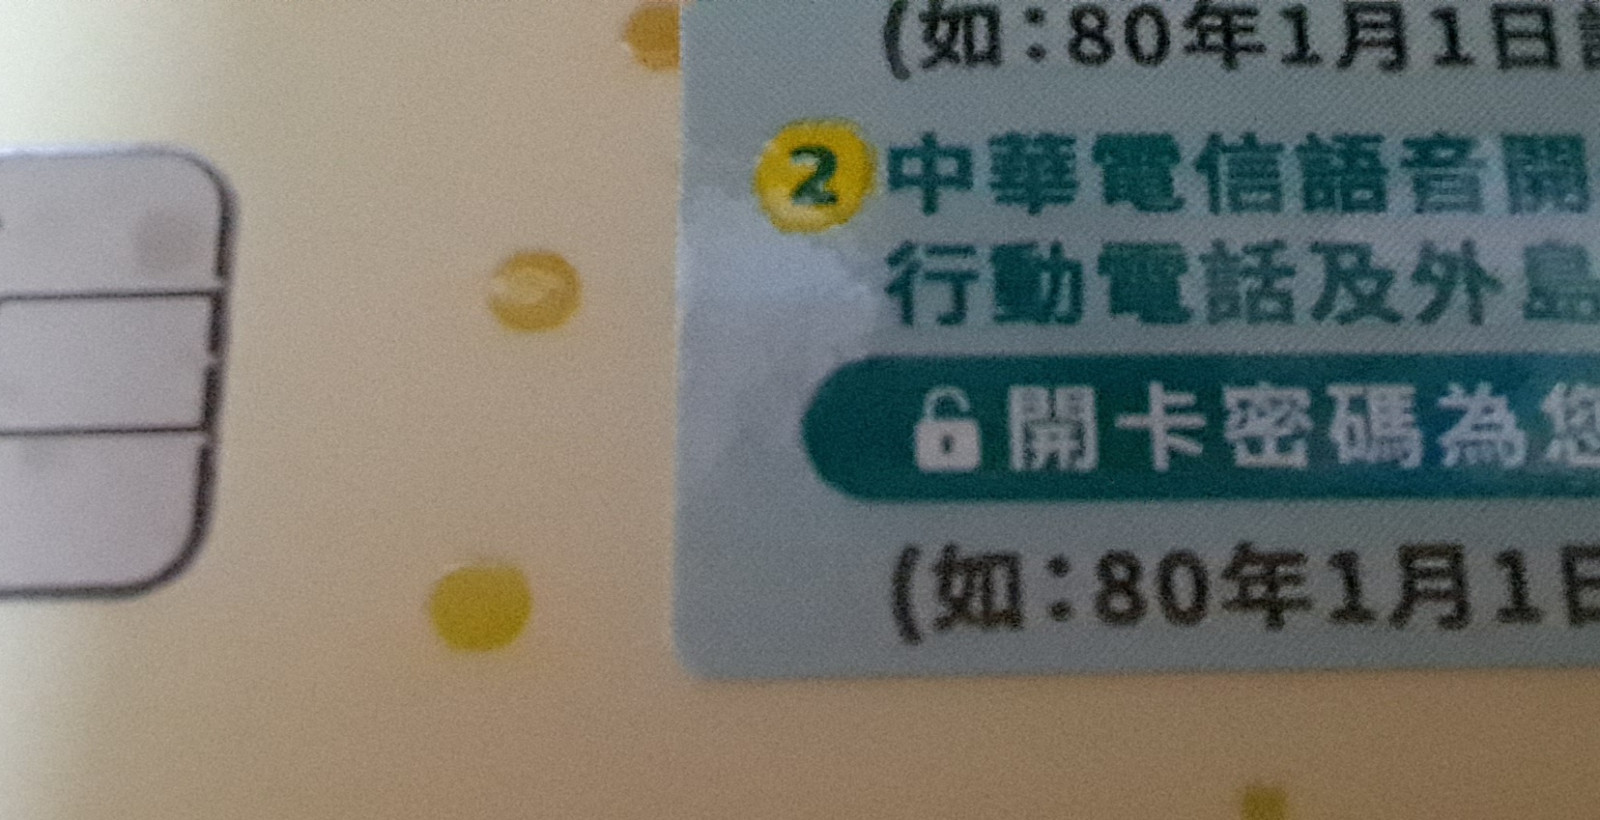 (如：80年1月1日
2 中華電信語音開
行動電話及外島
開卡密碼為您
(如：80年1月1日